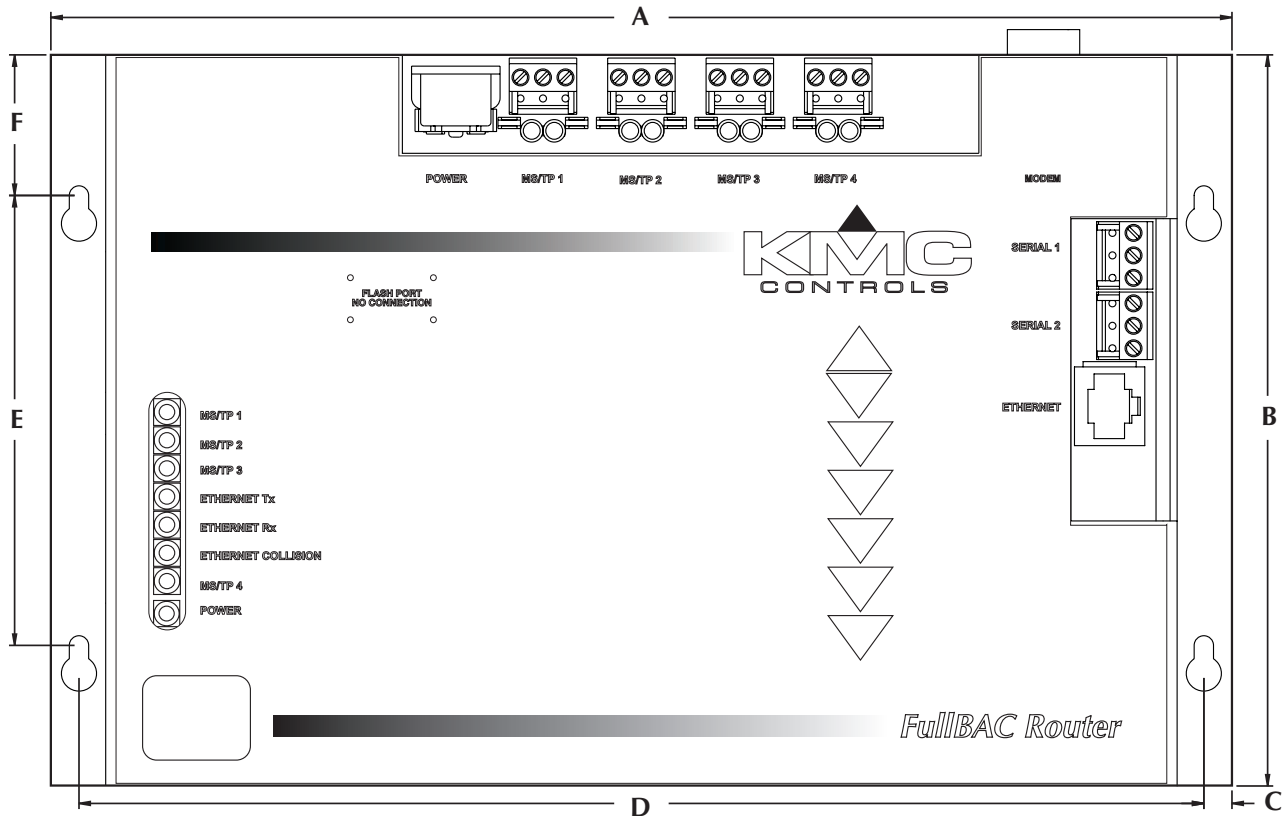 A
F
POWER
MS/TP 1
MS/TP 2
MS/TP 3
MS/TP 4
MODEM
KMC
CONTROLS
SERIAL 1
FLASH PORT
NO CONNECTION
SERIAL 2
ETHERNET
E
B
MS/TP 1
MS/TP 2
MS/TP 3
ETHERNET Tx
ETHERNET Rx
ETHERNET COLLISION
MS/TP 4
POWER
FullBAC Router
D
C